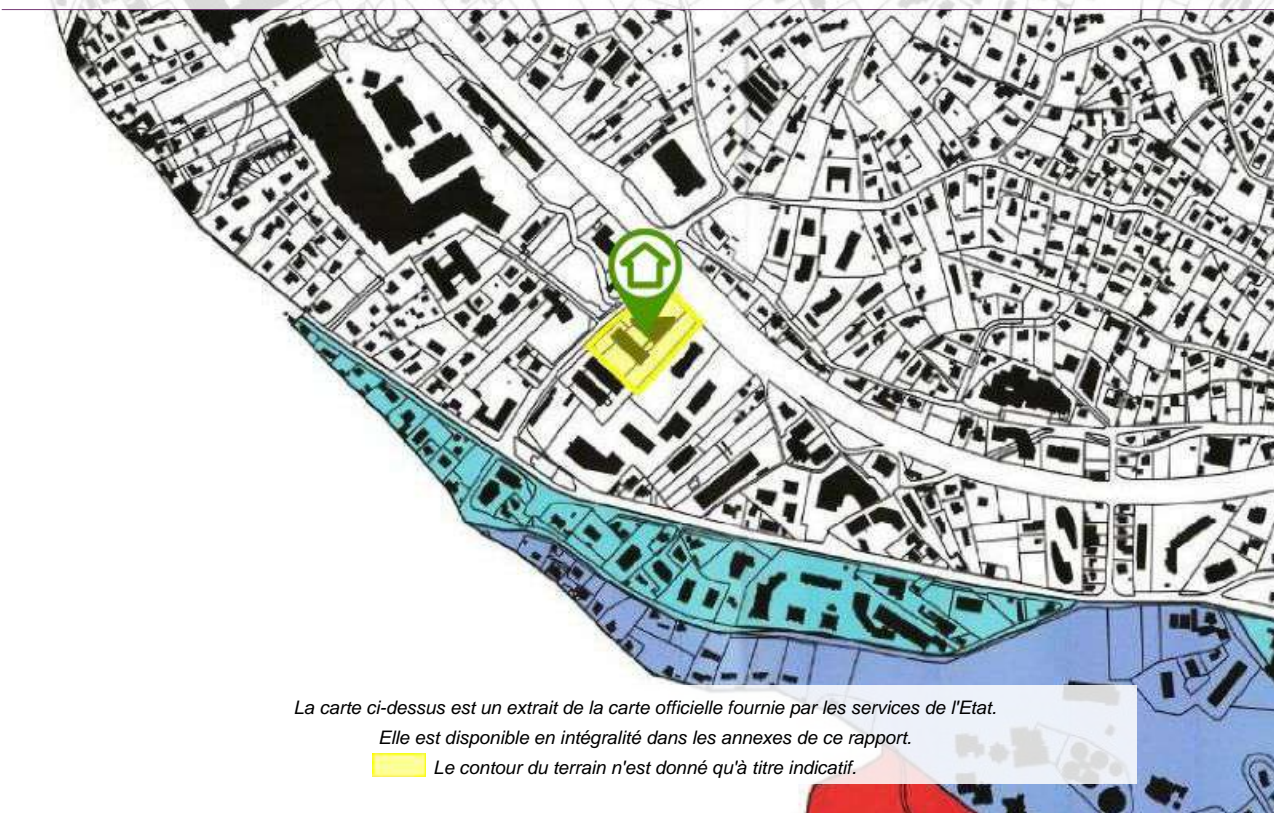 La carte ci-dessus est un extrait de la carte officielle fournie par les services de l'Etat.
Elle est disponible en intégralité dans les annexes de ce rapport.
Le contour du terrain n'est donné qu'à titre indicatif.